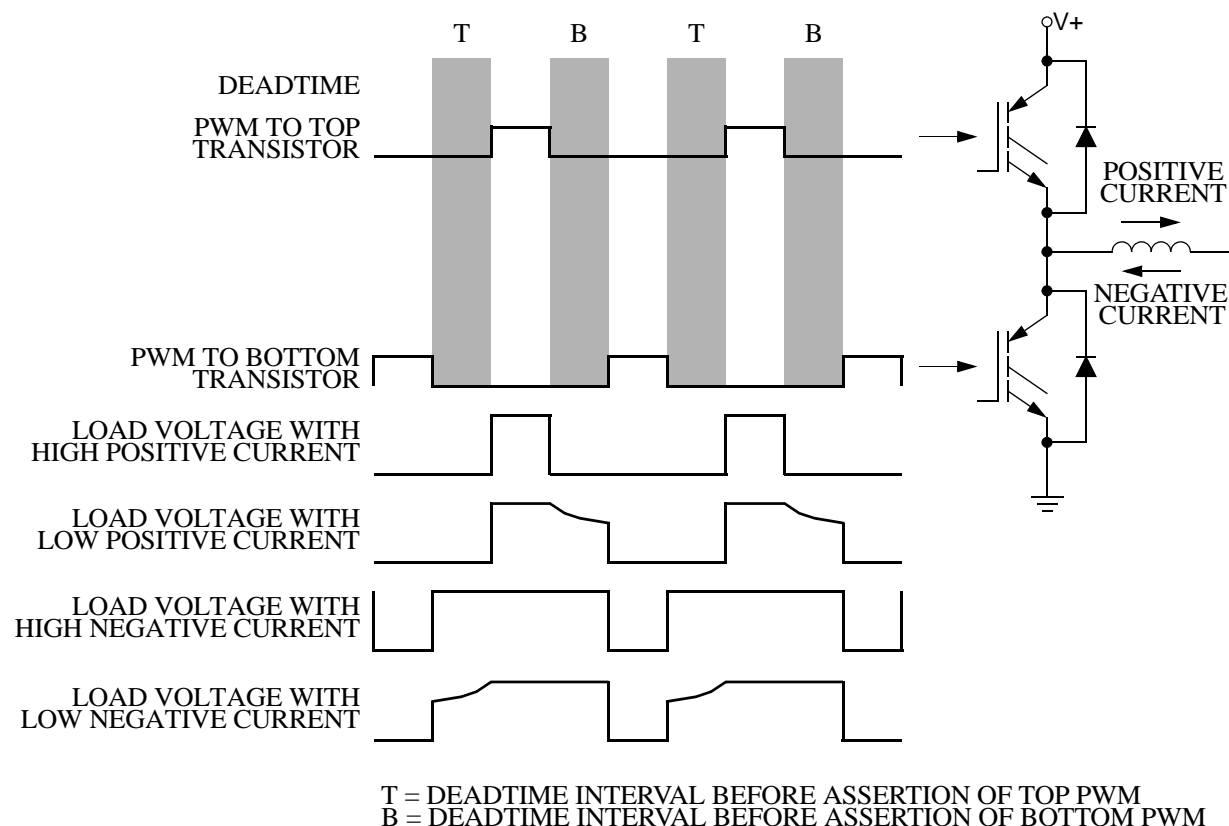 T
B
T
B
DEADTIME
PWM TO TOP
TRANSISTOR
V+
POSITIVE
CURRENT
NEGATIVE
CURRENT
PWM TO BOTTOM
TRANSISTOR
LOAD VOLTAGE WITH
HIGH POSITIVE CURRENT
LOAD VOLTAGE WITH
LOW POSITIVE CURRENT
LOAD VOLTAGE WITH
HIGH NEGATIVE CURRENT
LOAD VOLTAGE WITH
LOW NEGATIVE CURRENT
T = DEADTIME INTERVAL BEFORE ASSERTION OF TOP PWM
B = DEADTIME INTERVAL BEFORE ASSERTION OF BOTTOM PWM